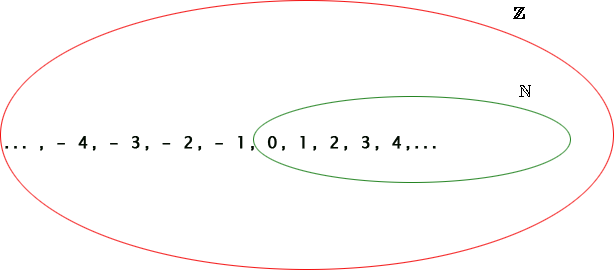 ℤ
ℕ
... , - 4, - 3, - 2, - 1, 0, 1, 2, 3, 4,...